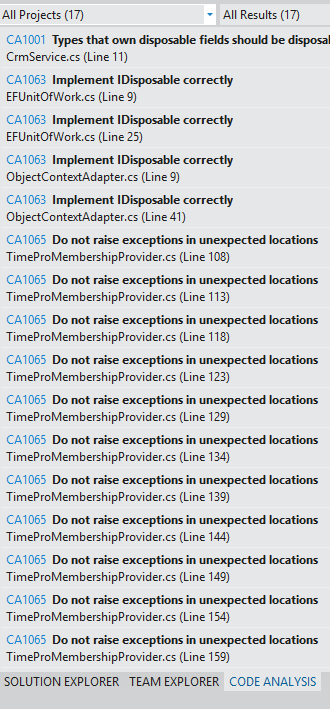 All Projects (17) All Results (17)
CA1001 Types that own disposable fields should be disposal
CrmService.cs (Line 11)
CA1063 Implement IDisposable correctly
EFUnitOfWork.cs (Line 9)
CA1063 Implement IDisposable correctly
EFUnitOfWork.cs (Line 25)
CA1063 Implement IDisposable correctly
ObjectContextAdapter.cs (Line 9)
CA1063 Implement IDisposable correctly
ObjectContextAdapter.cs (Line 41)
CA1065 Do not raise exceptions in unexpected locations
TimeProMembershipProvider.cs (Line 108)
CA1065 Do not raise exceptions in unexpected locations
TimeProMembershipProvider.cs (Line 113)
CA1065 Do not raise exceptions in unexpected locations
TimeProMembershipProvider.cs (Line 118)
CA1065 Do not raise exceptions in unexpected locations
TimeProMembershipProvider.cs (Line 123)
CA1065 Do not raise exceptions in unexpected locations
TimeProMembershipProvider.cs (Line 129)
CA1065 Do not raise exceptions in unexpected locations
TimeProMembershipProvider.cs (Line 134)
CA1065 Do not raise exceptions in unexpected locations
TimeProMembershipProvider.cs (Line 139)
CA1065 Do not raise exceptions in unexpected locations
TimeProMembershipProvider.cs (Line 144)
CA1065 Do not raise exceptions in unexpected locations
TimeProMembershipProvider.cs (Line 149)
CA1065 Do not raise exceptions in unexpected locations
TimeProMembershipProvider.cs (Line 154)
CA1065 Do not raise exceptions in unexpected locations
TimeProMembershipProvider.cs (Line 159)
SOLUTION EXPLORER TEAM EXPLORER CODE ANALYSIS